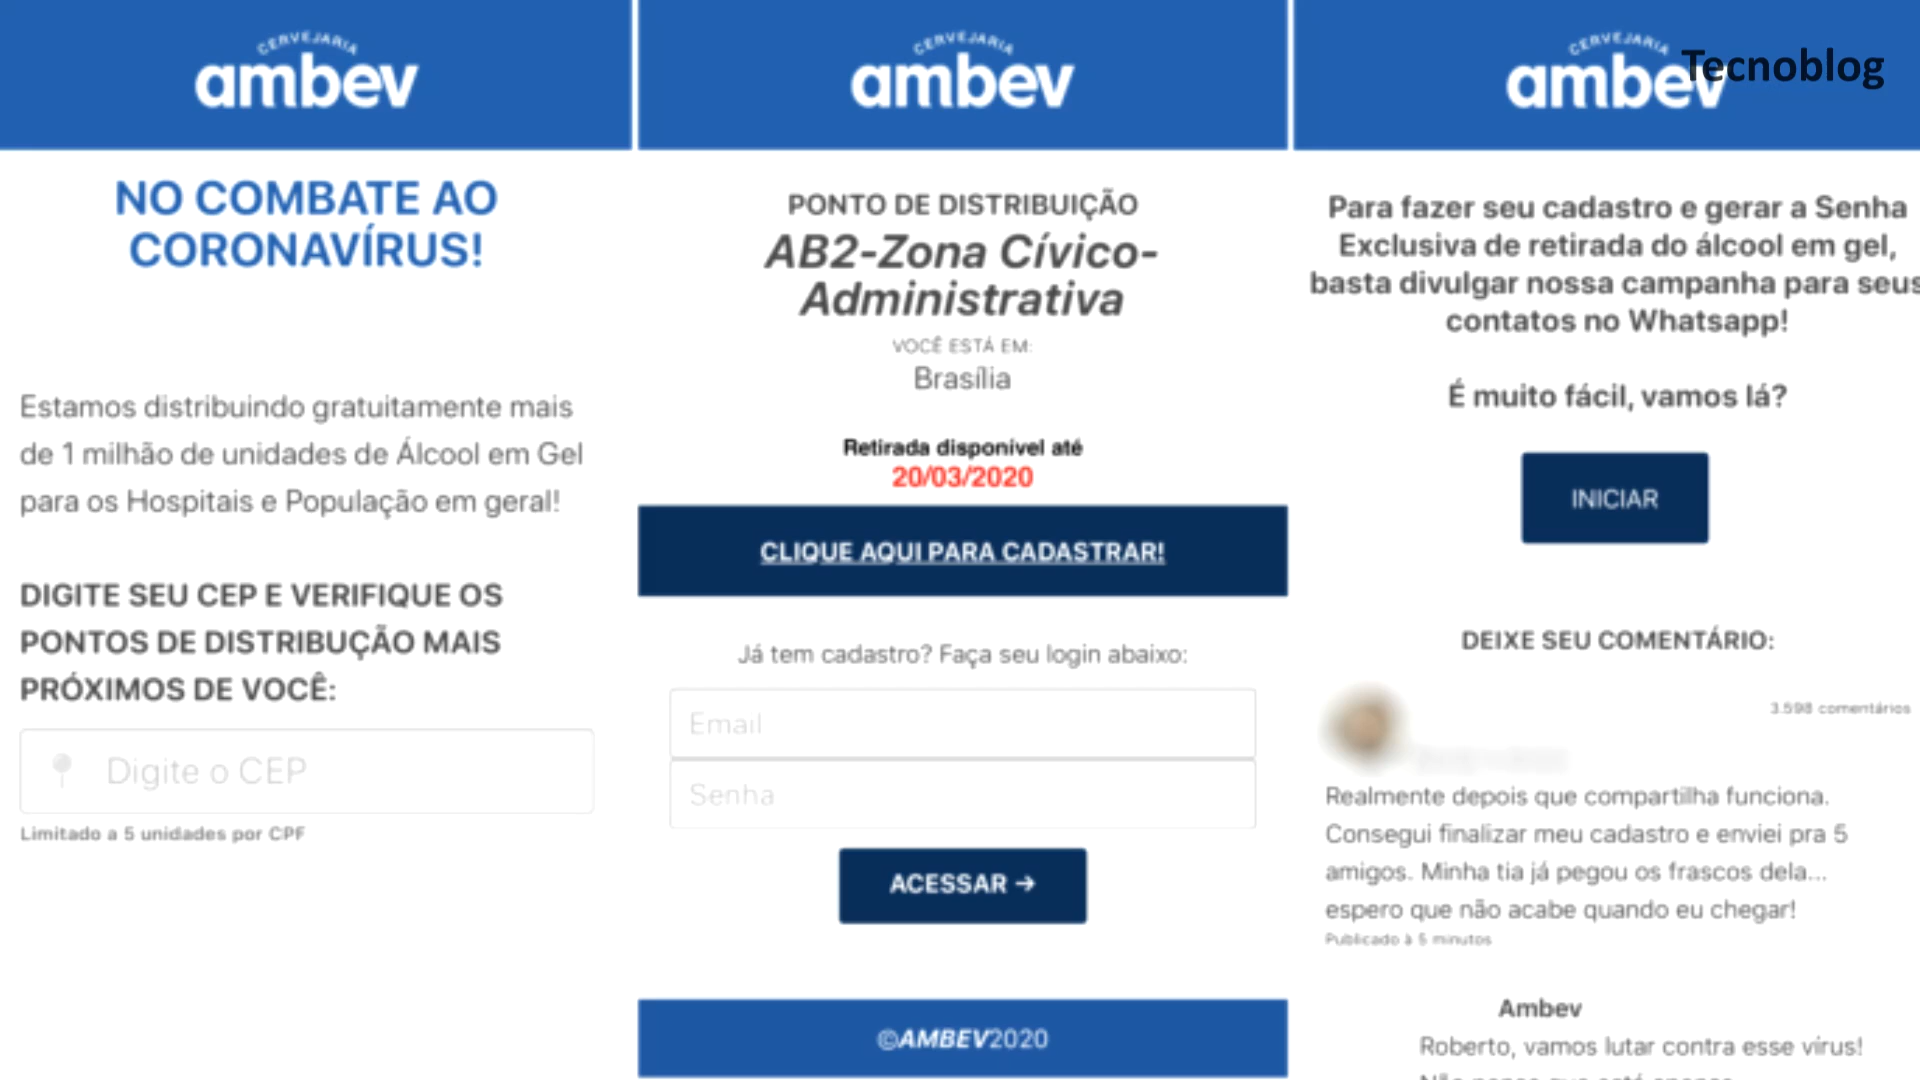 CERVEJARIA
ambev
NO COMBATE AO
CORONAVÍRUS!
Estamos distribuindo gratuitamente mais
de 1 milhão de unidades de Álcool em Gel
para os Hospitais e População em geral!
DIGITE SEU CEP E VERIFIQUE OS
PONTOS DE DISTRIBUÇÃO MAIS
PRÓXIMOS DE VOCÊ:
Digite o CEP
Limitado a 5 unidades por CPF
CERVEJARIA
ambev
PONTO DE DISTRIBUIÇÃO
AB2-Zona Cívico-
Administrativa
VOCÊ ESTÁ EM:
Brasília
Retirada disponível até
20/03/2020
CLIQUE AQUI PARA CADASTRAR!
Já tem cadastro? Faça seu login abaixo:
Email
Senha
ACESSAR →
©AMBEV2020
CERVEJARIA
ambev
Tecnoblog
Para fazer seu cadastro e gerar a Senha
Exclusiva de retirada do álcool em gel,
basta divulgar nossa campanha para seus
contatos no Whatsapp!
É muito fácil, vamos lá?
INICIAR
DEIXE SEU COMENTÁRIO:
3.598 comentários
Realmente depois que compartilha funciona.
Consegui finalizar meu cadastro e enviei pra 5
amigos. Minha tia já pegou os frascos dela...
espero que não acabe quando eu chegar!
Publicado à 5 minutos
Ambev
Roberto, vamos lutar contra esse vírus!